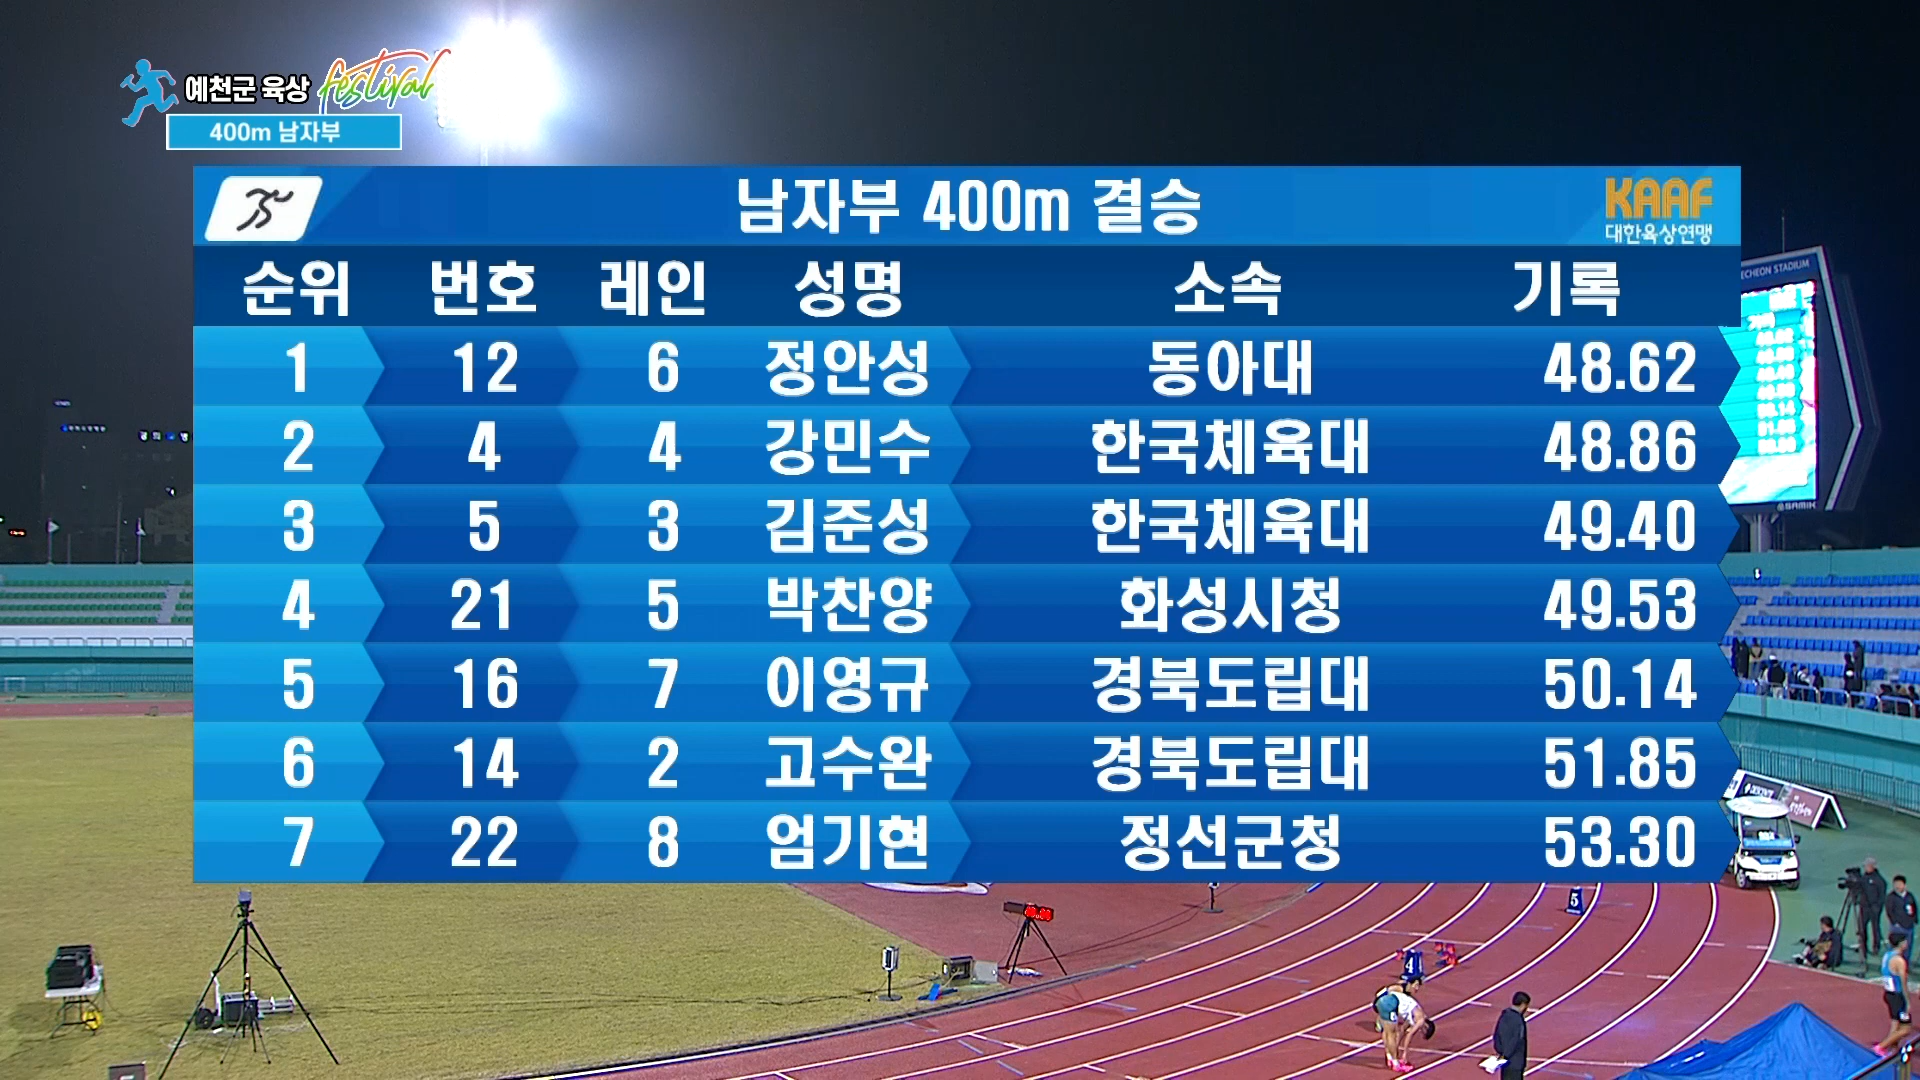 예천군 육상 festival
400m 남자부
남자부 400m 결승
KAAF
대한육상연맹
순위 번호 레인 성명 소속 기록
1 12 6 정안성 동아대 48.62
2 4 4 강민수 한국체육대 48.86
3 5 3 김준성 한국체육대 49.40
4 21 5 박찬양 화성시청 49.53
5 16 7 이영규 경북도립대 50.14
6 14 2 고수완 경북도립대 51.85
7 22 8 엄기현 정선군청 53.30
ECHEON STADIUM
SAMIK
5
4